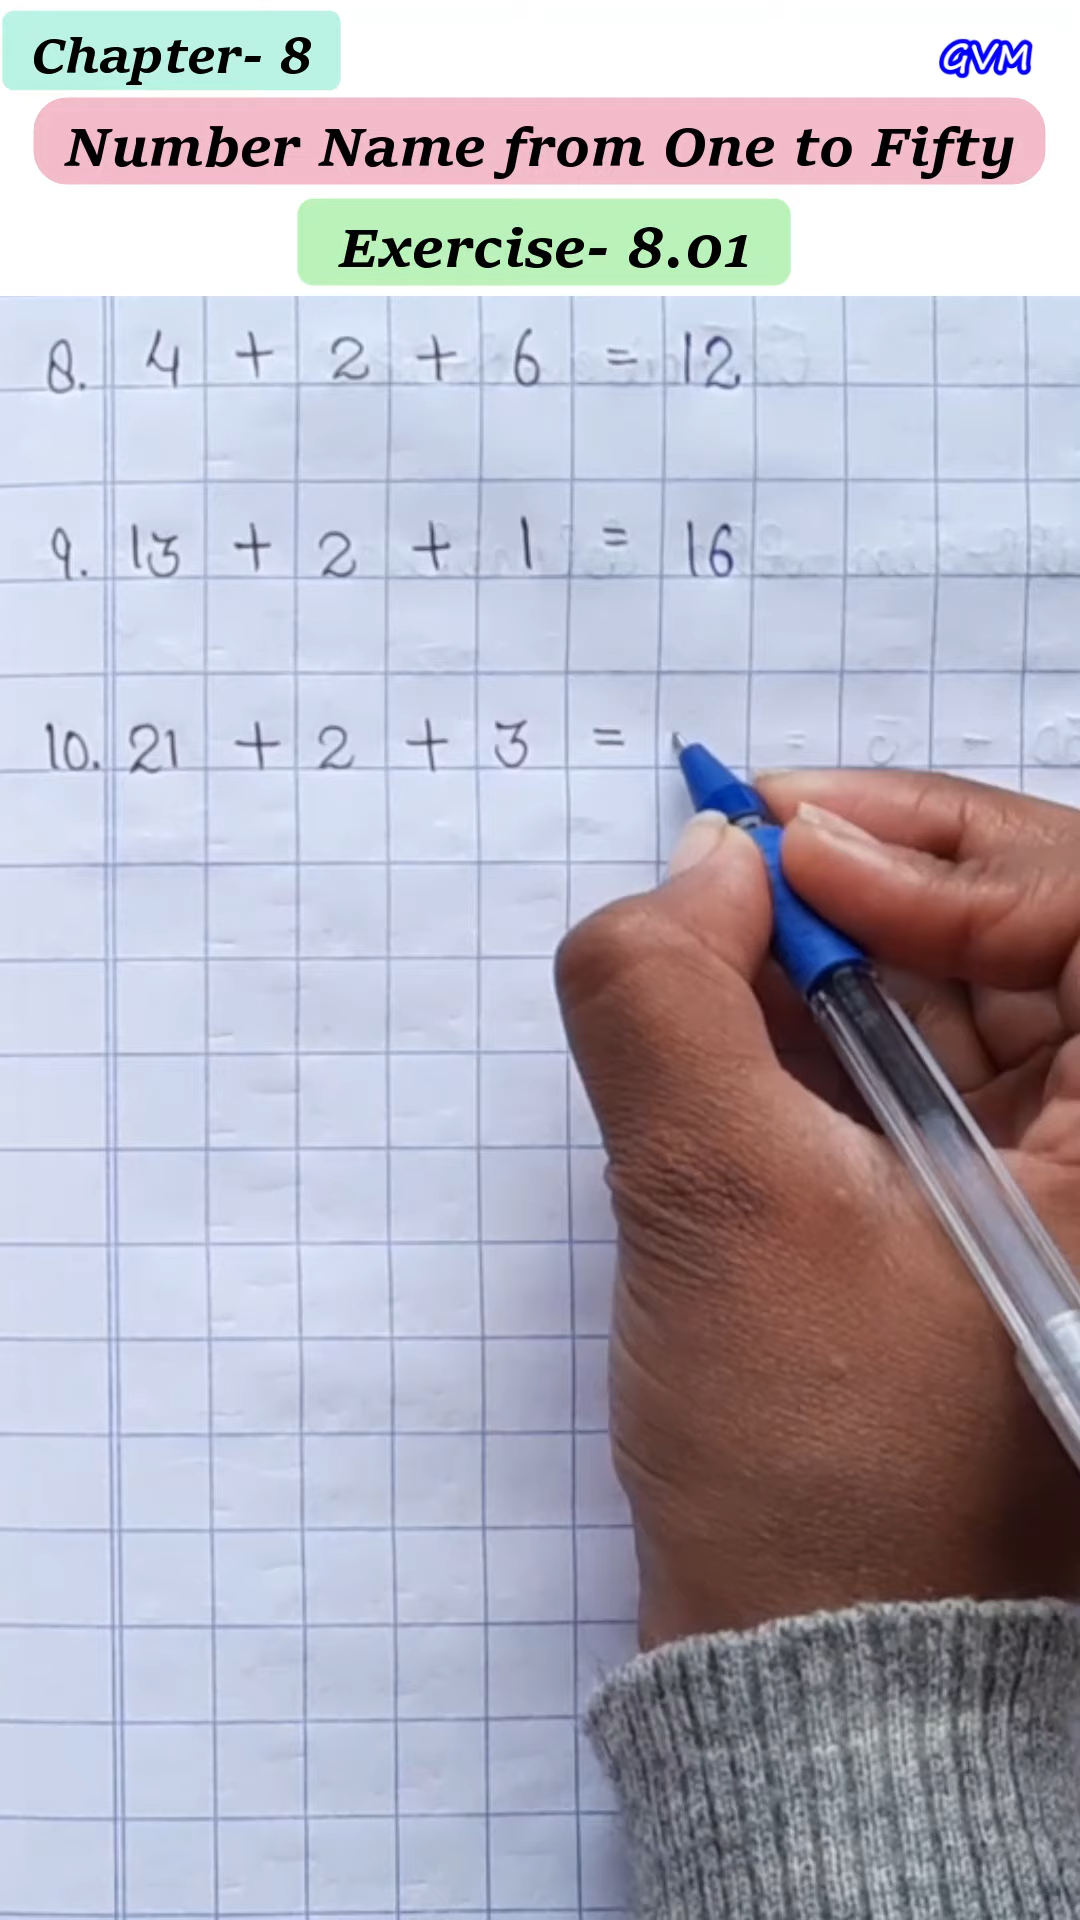 Chapter- 8
GVM
Number Name from One to Fifty
Exercise- 8.01
8. 4 + 2 + 6 = 12
9. 13 + 2 + 1 = 16
10. 21 + 2 + 3 =